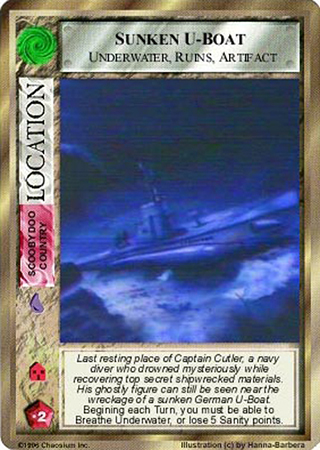 SUNKEN U-BOAT
UNDERWATER, RUINS, ARTIFACT
LOCATION
SCOOBYDOO
COUNTRY
Last resting place of Captain Cutler, a navy
diver who drowned mysteriously while
recovering top secret shipwrecked materials.
His ghostly figure can still be seen near the
wreckage of a sunken German U-Boat.
Begining each Turn, you must be able to
Breathe Underwater, or lose 5 Sanity points.
-2
©1996 Chaosium Inc.
Illustration (c) by Hanna-Barbera